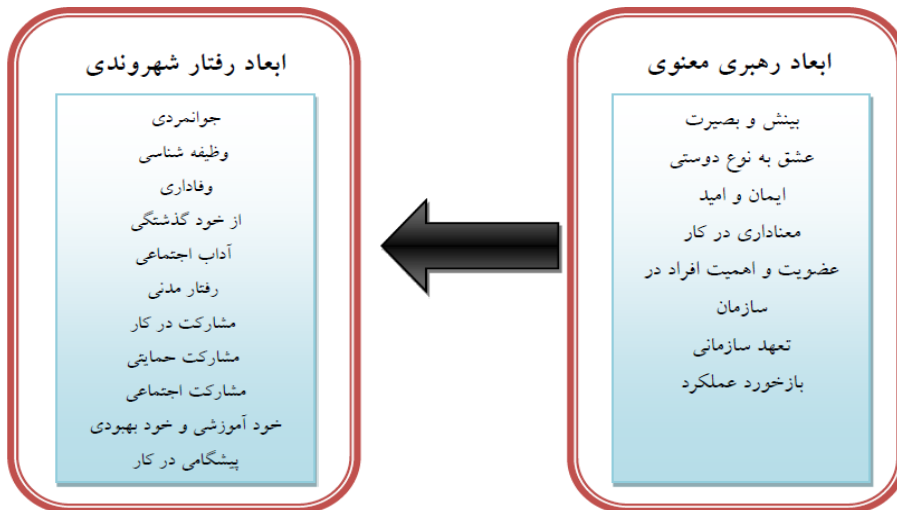 ابعاد رهبری معنوی
بینش و بصیرت
عشق به نوع دوستی
ایمان و امید
معناداری در کار
عضویت و اهمیت افراد در
سازمان
تعهد سازمانی
بازخورد عملکرد
ابعاد رفتار شهروندی
جوانمردی
وظیفه شناسی
وفاداری
از خود گذشتگی
آداب اجتماعی
رفتار مدنی
مشارکت در کار
مشارکت حمایتی
مشارکت اجتماعی
خود آموزشی و خود بهبودی
پیشگامی در کار